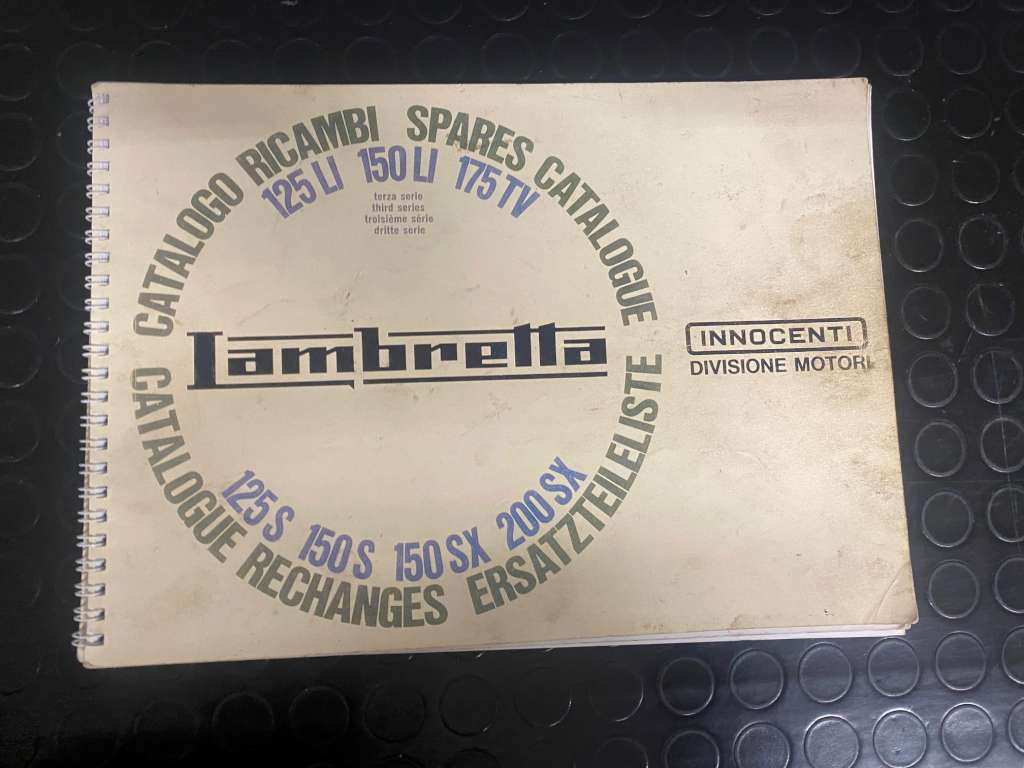 CATALOGO RICAMBI SPARES CATALOGUE
125 LI 150 LI 175 TV
terza serie
third series
troisième série
dritte serie
Lambretta
INNOCENTI
DIVISIONE MOTORI
125 S 150 S 150 SX 200 SX
CATALOGUE RECHANGES ERSATZTEILELISTE